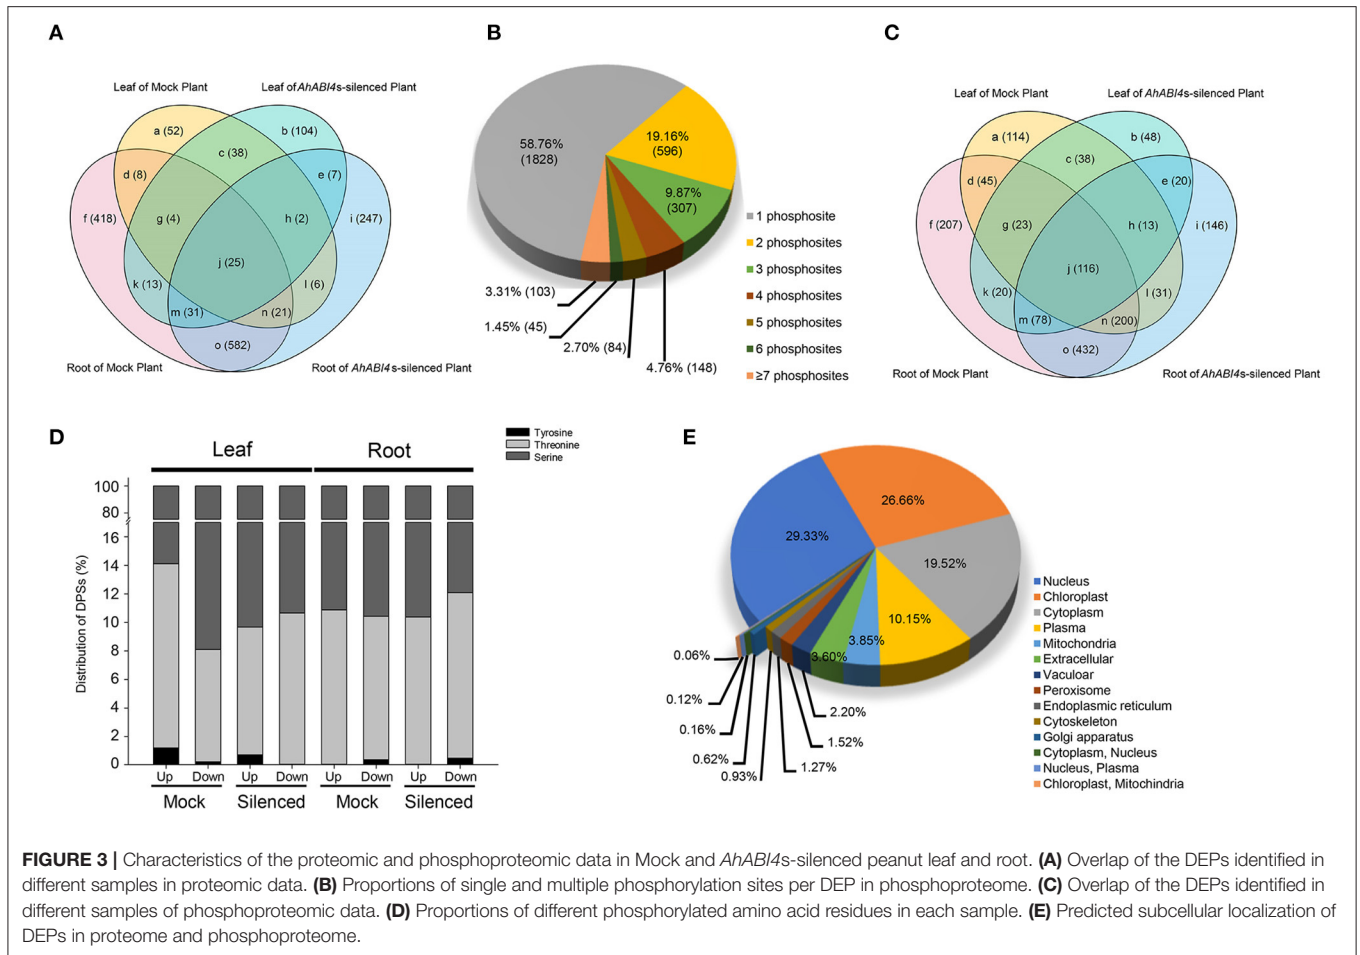 A
Leaf of Mock Plant
Leaf of AhABI4s-silenced Plant
a (52)
b (104)
c (38)
d (8)
e (7)
f (418)
g (4)
h (2)
i (247)
j (25)
k (13)
l (6)
m (31)
n (21)
o (582)
Root of Mock Plant
Root of AhABI4s-silenced Plant
B
58.76%
(1828)
19.16%
(596)
9.87%
(307)
3.31% (103)
1.45% (45)
2.70% (84)
4.76% (148)
1 phosphosite
2 phosphosites
3 phosphosites
4 phosphosites
5 phosphosites
6 phosphosites
≥7 phosphosites
C
Leaf of Mock Plant
Leaf of AhABI4s-silenced Plant
a (114)
b (48)
c (38)
d (45)
e (20)
f (207)
g (23)
h (13)
i (146)
j (116)
k (20)
l (31)
m (78)
n (200)
o (432)
Root of Mock Plant
Root of AhABI4s-silenced Plant
D
Leaf
Root
Tyrosine
Threonine
Serine
Distribution of DPSs (%)
100
80
16
14
12
10
8
6
4
2
0
Up Down Up Down Up Down Up Down
Mock Silenced Mock Silenced
E
29.33%
26.66%
19.52%
10.15%
3.85%
3.60%
2.20%
1.52%
1.27%
0.93%
0.62%
0.16%
0.12%
0.06%
Nucleus
Chloroplast
Cytoplasm
Plasma
Mitochondria
Extracellular
Vaculoar
Peroxisome
Endoplasmic reticulum
Cytoskeleton
Golgi apparatus
Cytoplasm, Nucleus
Nucleus, Plasma
Chloroplast, Mitochindria
FIGURE 3 | Characteristics of the proteomic and phosphoproteomic data in Mock and AhABI4s-silenced peanut leaf and root. (A) Overlap of the DEPs identified in
different samples in proteomic data. (B) Proportions of single and multiple phosphorylation sites per DEP in phosphoproteome. (C) Overlap of the DEPs identified in
different samples of phosphoproteomic data. (D) Proportions of different phosphorylated amino acid residues in each sample. (E) Predicted subcellular localization of
DEPs in proteome and phosphoproteome.